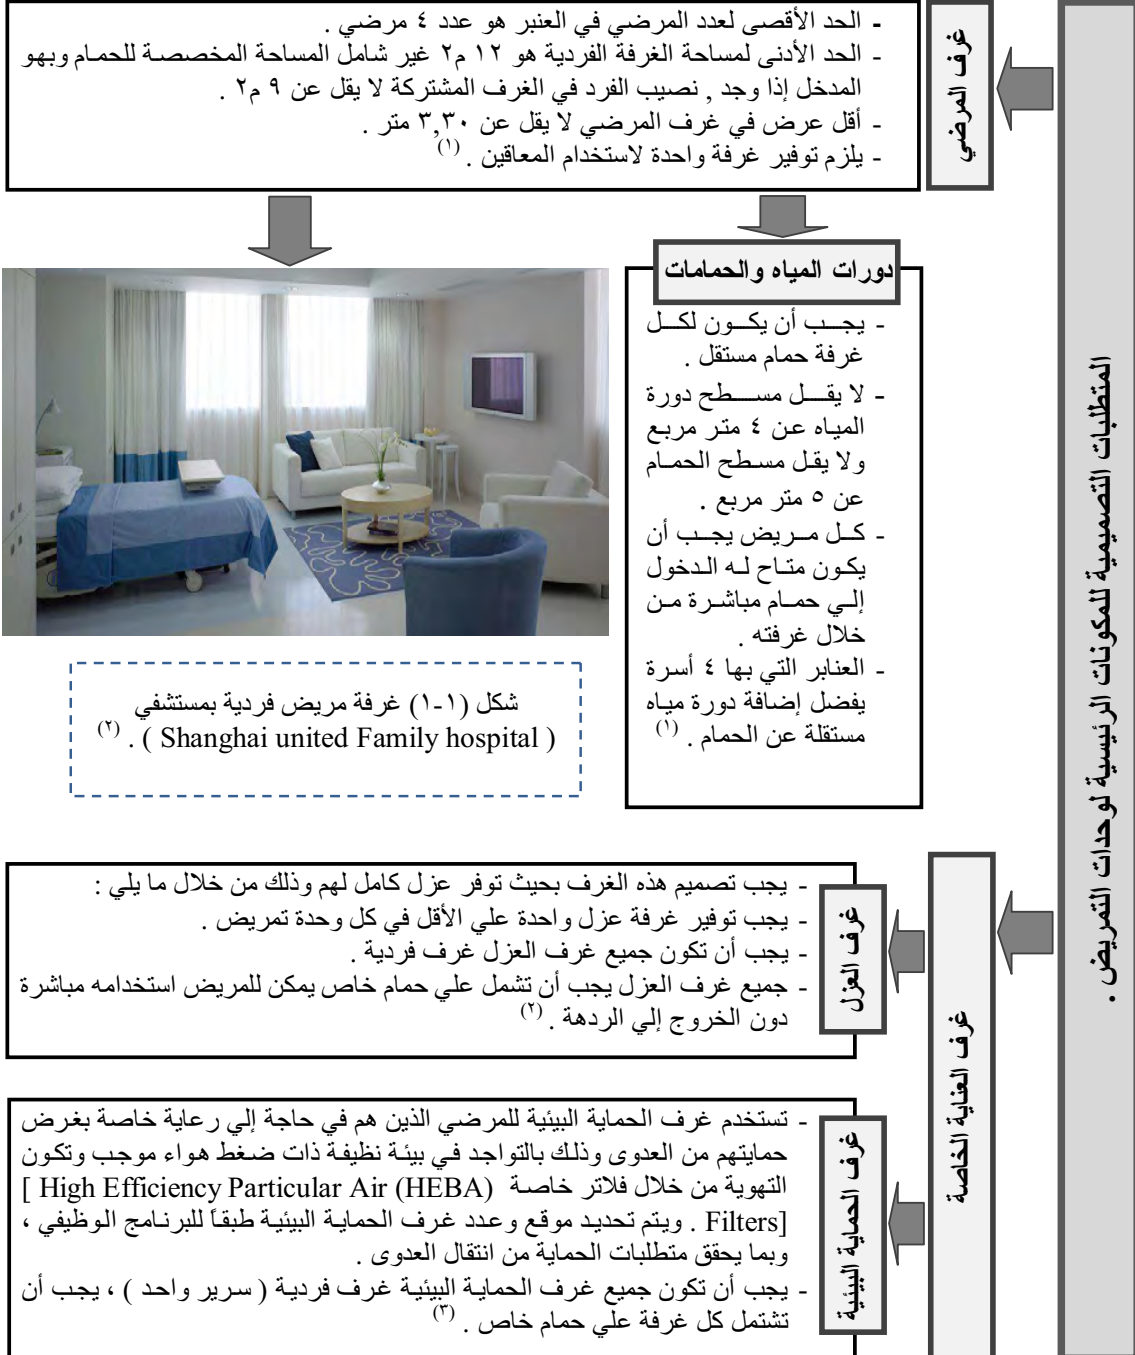 المتطلبات التصميمية للمكونات الرئيسية لوحدات التمريض .
غرف المرضي
- الحد الأقصى لعدد المرضي في العنبر هو عدد ٤ مرضي .
- الحد الأدنى لمساحة الغرفة الفردية هو ١٢ م٢ غير شامل المساحة المخصصة للحمام وبهو
المدخل إذا وجد , نصيب الفرد في الغرف المشتركة لا يقل عن ٩ م٢ .
- أقل عرض في غرف المرضي لا يقل عن ٣,٣٠ متر .
- يلزم توفير غرفة واحدة لاستخدام المعاقين . (١)
دورات المياه والحمامات
- يجب أن يكون لكل
غرفة حمام مستقل .
- لا يقل مسطح دورة
المياه عن ٤ متر مربع
ولا يقل مسطح الحمام
عن ٥ متر مربع .
- كل مريض يجب أن
يكون متاح له الدخول
إلي حمام مباشرة من
خلال غرفته .
- العنابر التي بها ٤ أسرة
يفضل إضافة دورة مياه
مستقلة عن الحمام . (١)
شكل (١-١) غرفة مريض فردية بمستشفي
( Shanghai united Family hospital ) . (٢)
غرف العناية الخاصة
غرف العزل
- يجب تصميم هذه الغرف بحيث توفر عزل كامل لهم وذلك من خلال ما يلي :
- يجب توفير غرفة عزل واحدة علي الأقل في كل وحدة تمريض .
- يجب أن تكون جميع غرف العزل غرف فردية .
- جميع غرف العزل يجب أن تشمل علي حمام خاص يمكن للمريض استخدامه مباشرة
دون الخروج إلي الردهة . (٢)
غرف الحماية البيئية
- تستخدم غرف الحماية البيئية للمرضي الذين هم في حاجة إلي رعاية خاصة بغرض
حمايتهم من العدوى وذلك بالتواجد في بيئة نظيفة ذات ضغط هواء موجب وتكون
التهوية من خلال فلاتر خاصة [ High Efficiency Particular Air (HEBA)
Filters] . ويتم تحديد موقع وعدد غرف الحماية البيئية طبقاً للبرنامج الوظيفي ،
وبما يحقق متطلبات الحماية من انتقال العدوى .
- يجب أن تكون جميع غرف الحماية البيئية غرف فردية ( سرير واحد ) ، يجب أن
تشتمل كل غرفة علي حمام خاص . (٣)